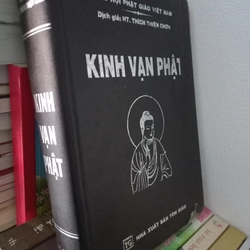 HỘI PHẬT GIÁO VIỆT NAM
Dịch giả: HT. THÍCH THIỆN CHƠN
KINH VẠN PHẬT
NHÀ XUẤT BẢN TÔN GIÁO
KINH
VẠN
PHẬT